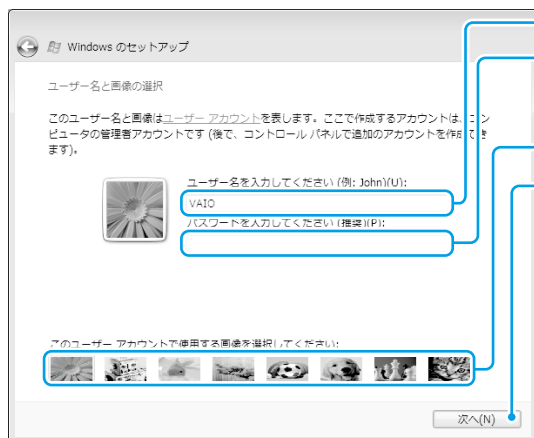 Windows のセットアップ
ユーザー名と画像の選択
このユーザー名と画像はユーザー アカウントを表します。ここで作成するアカウントは、コン
ピュータの管理者アカウントです (後で、コントロール パネルで追加のアカウントを作成でき
ます)。
ユーザー名を入力してください (例: John)(U):
VAIO
パスワードを入力してください (推奨)(P):
このユーザー アカウントで使用する画像を選択してください:
次へ(N)